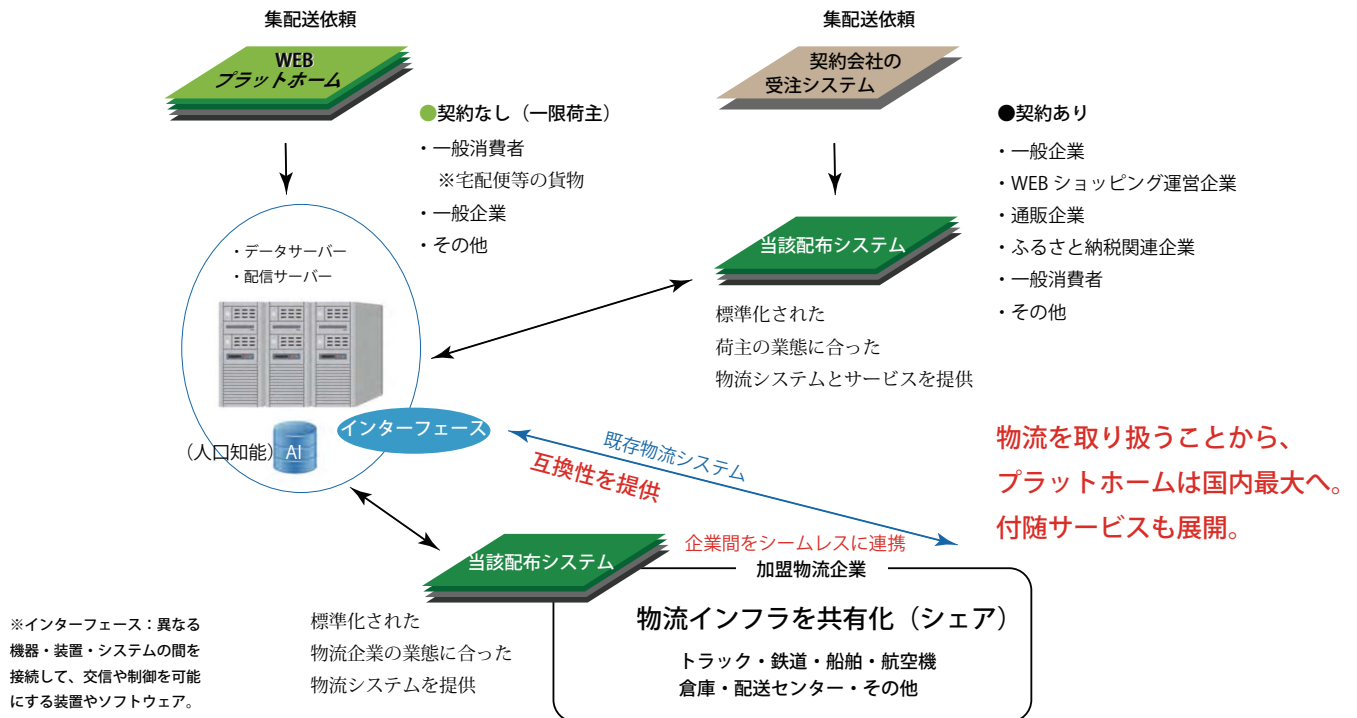 集配送依頼
WEB
プラットホーム
●契約なし（一限荷主）
・一般消費者
※宅配便等の貨物
・一般企業
・その他
集配送依頼
契約会社の
受注システム
●契約あり
・一般企業
・WEB ショッピング運営企業
・通販企業
・ふるさと納税関連企業
・一般消費者
・その他
・データサーバー
・配信サーバー
（人口知能）
AI
インターフェース
当該配布システム
標準化された
荷主の業態に合った
物流システムとサービスを提供
既存物流システム
互換性を提供
物流を取り扱うことから、
プラットホームは国内最大へ。
付随サービスも展開。
企業間をシームレスに連携
当該配布システム
標準化された
物流企業の業態に合った
物流システムを提供
加盟物流企業
物流インフラを共有化（シェア）
トラック・鉄道・船舶・航空機
倉庫・配送センター・その他
※インターフェース：異なる
機器・装置・システムの間を
接続して、交信や制御を可能
にする装置やソフトウェア。